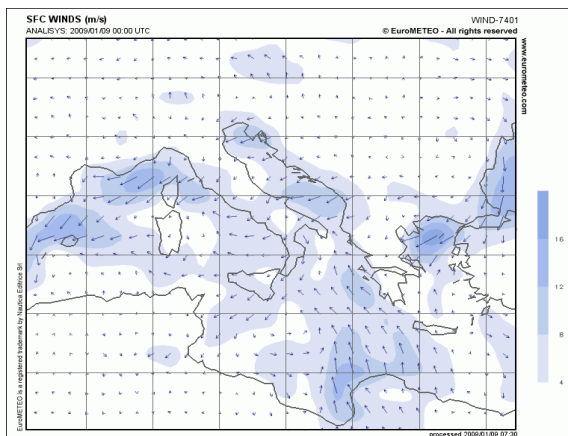 SFC WINDS (m/s)
WIND-7401
ANALISYS: 2009/01/09 00:00 UTC
© EuroMETEO - All rights reserved
www.eurometeo.com
16
12
8
4
EuroMETEO is a registered trademark by Nautica Editrice Srl
processed 2009/01/09 07:30